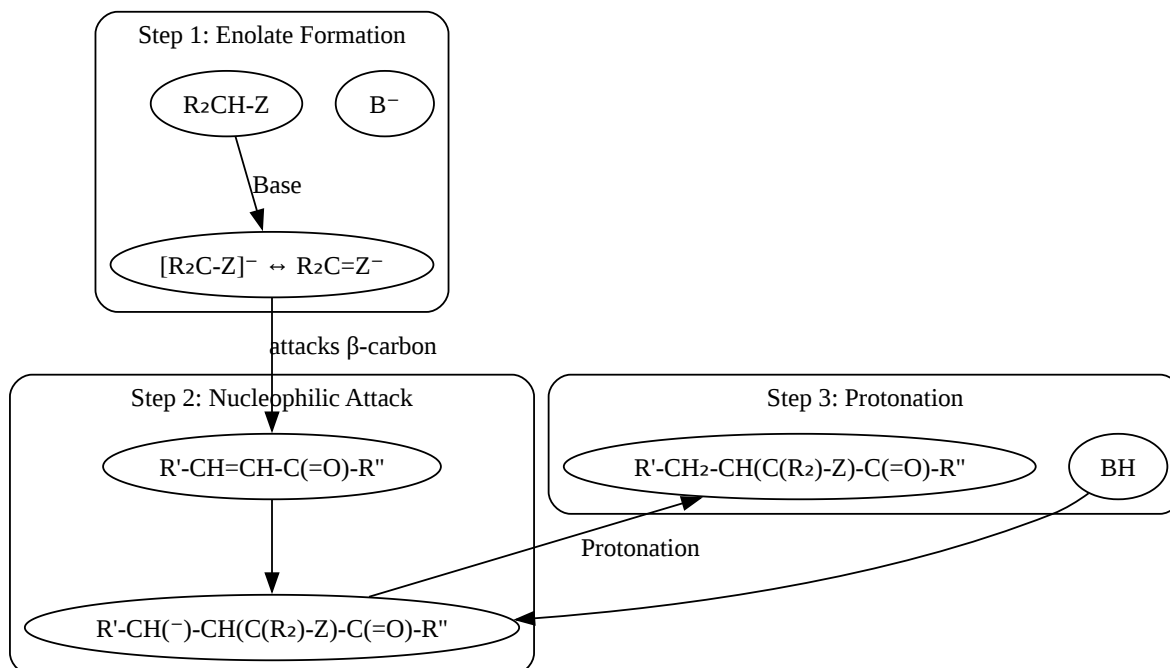 Step 1: Enolate Formation
R₂CH-Z
B⁻
Base
[R₂C-Z]⁻ ↔ R₂C=Z⁻
attacks β-carbon
Step 2: Nucleophilic Attack
Step 3: Protonation
R'-CH=CH-C(=O)-R"
R'-CH₂-CH(C(R₂)-Z)-C(=O)-R"
BH
Protonation
R'-CH(⁻)-CH(C(R₂)-Z)-C(=O)-R"